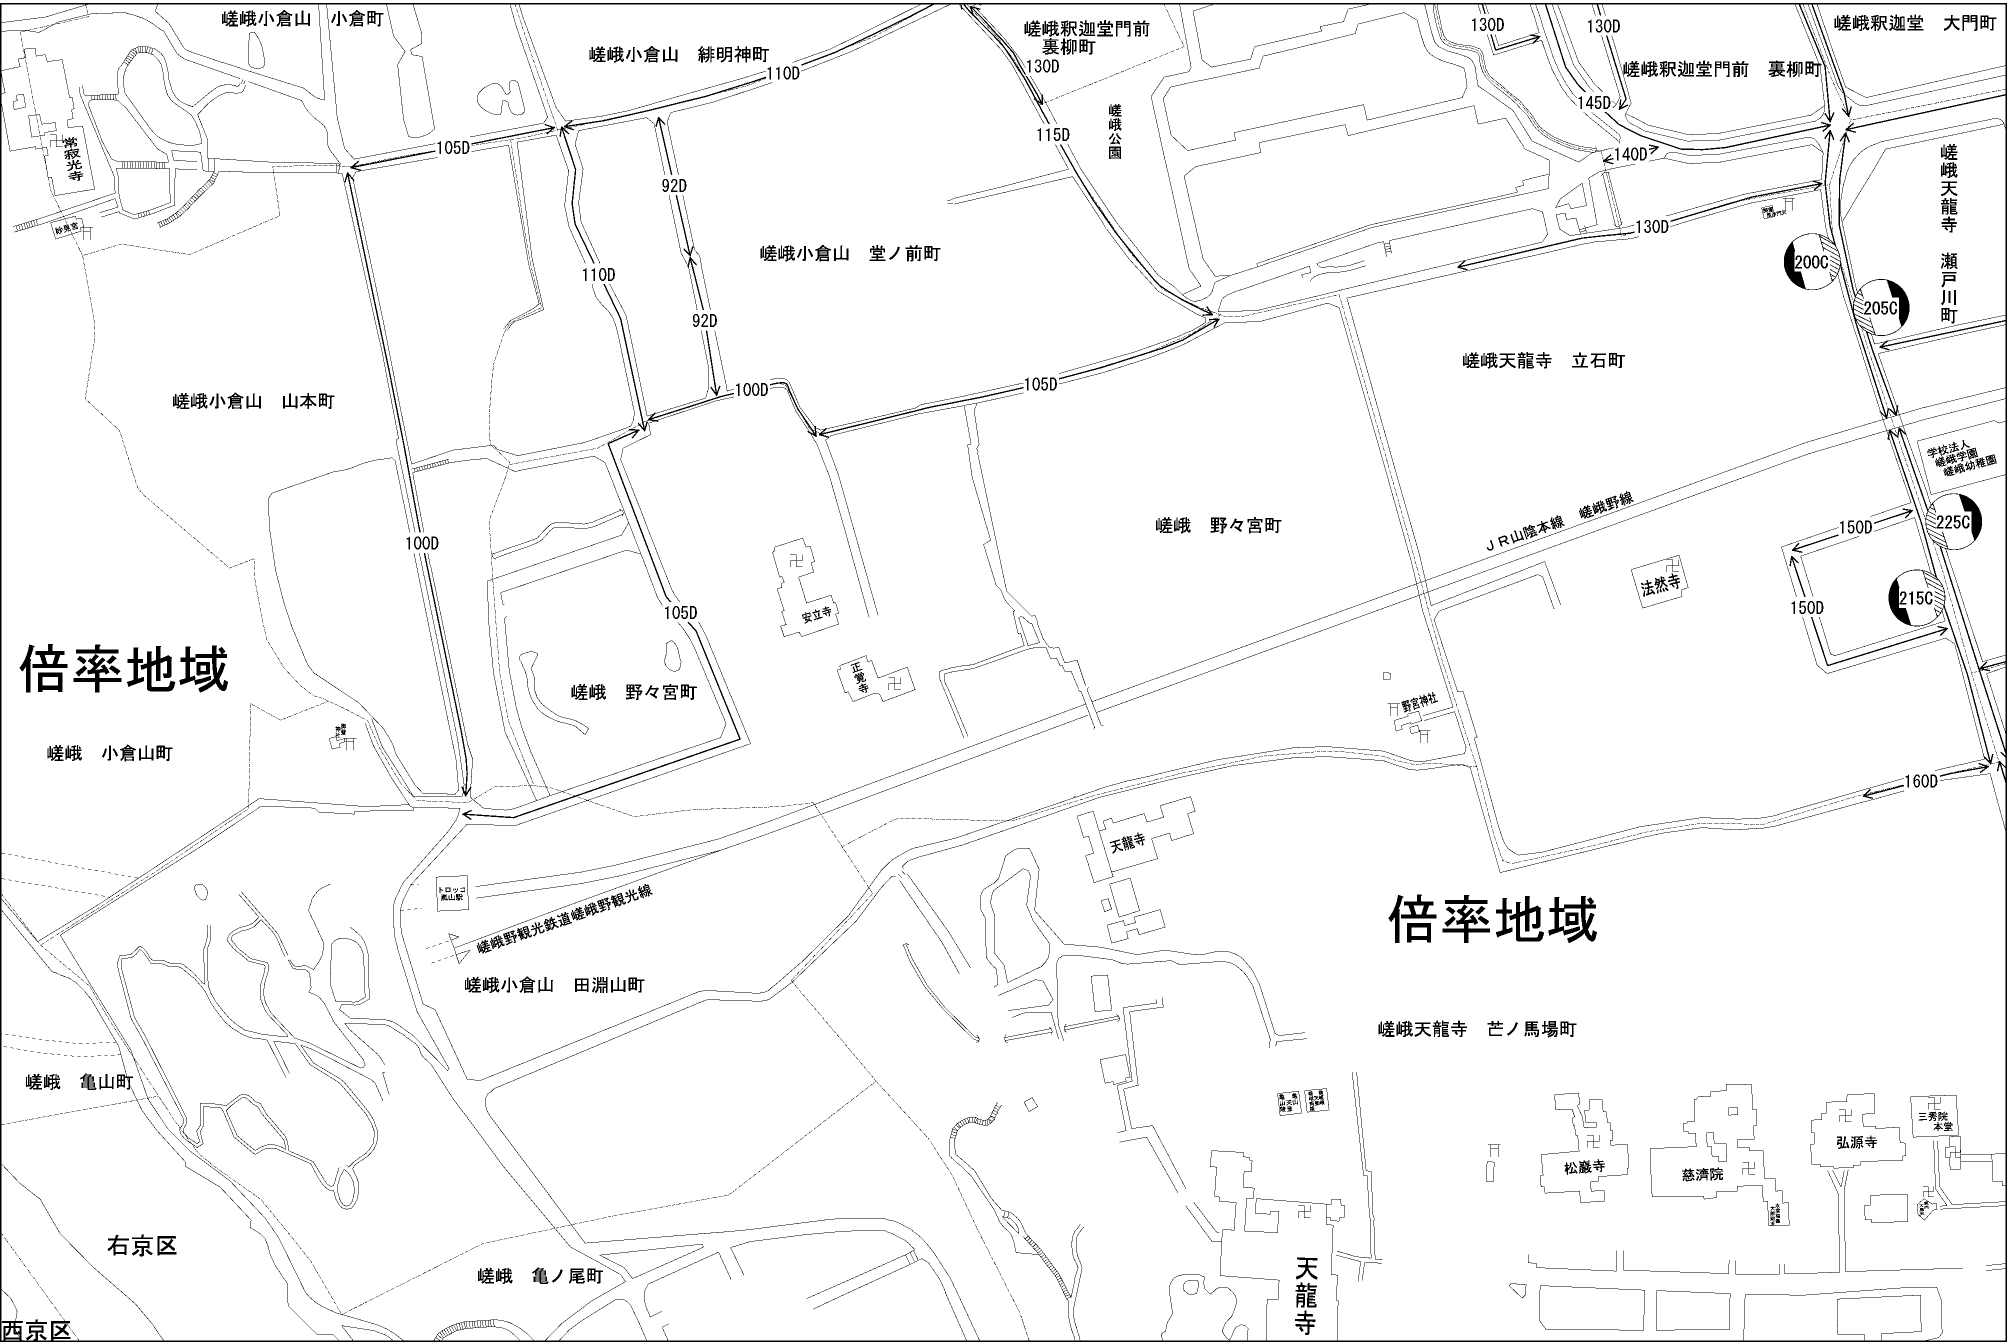 嵯峨小倉山　小倉町
嵯峨小倉山　緋明神町
110D
嵯峨釈迦堂門前
裏柳町
130D
130D
130D
嵯峨釈迦堂門前　裏柳町
嵯峨釈迦堂　大門町
145D
140D
常寂光寺
105D
115D
嵯峨公園
嵯峨天龍寺　瀬戸川町
92D
130D
嵯峨小倉山　堂ノ前町
110D
200C
205C
92D
嵯峨天龍寺　立石町
嵯峨小倉山　山本町
100D
105D
学校法人
嵯峨学園
嵯峨幼稚園
嵯峨　野々宮町
ＪＲ山陰本線　嵯峨野線
100D
150D
225C
法然寺
150D
215C
105D
安立寺
正覚寺
倍率地域
嵯峨　野々宮町
野宮神社
嵯峨　小倉山町
160D
天龍寺
トロッコ
嵐山駅
嵯峨野観光鉄道嵯峨野観光線
倍率地域
嵯峨小倉山　田淵山町
嵯峨天龍寺　芒ノ馬場町
嵯峨　亀山町
三秀院
本堂
弘源寺
松巌寺
慈済院
右京区
嵯峨　亀ノ尾町
天龍寺
西京区